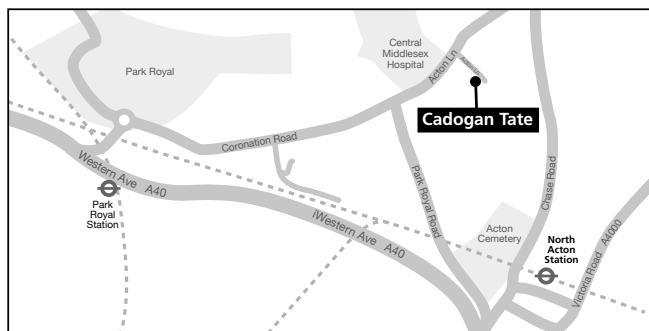 Park Royal
Central
Middlesex
Hospital
Acton Ln
Cadogan Tate
Coronation Road
Western Ave A40
Park
Royal
Station
Park Royal Road
Chase Road
iWestern Ave A40
Acton
Cemetery
North
Acton
Station
Victoria Road A4000